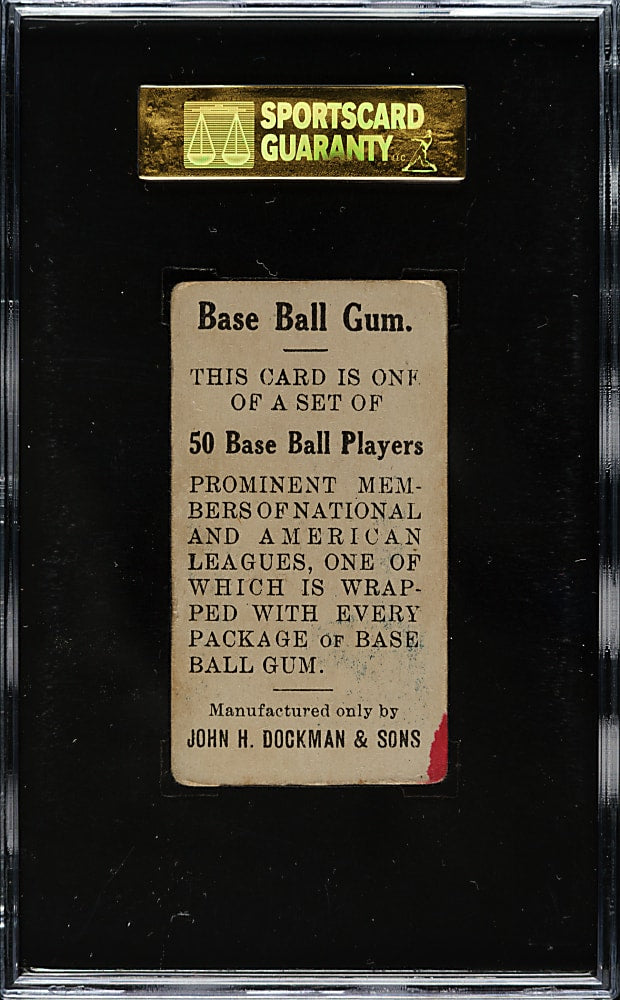 SPORTSCARD
GUARANTY LLC
Base Ball Gum.
THIS CARD IS ONE
OF A SET OF
50 Base Ball Players
PROMINENT MEM-
BERS OF NATIONAL
AND AMERICAN
LEAGUES, ONE OF
WHICH IS WRAP-
PED WITH EVERY
PACKAGE OF BASE
BALL GUM.
Manufactured only by
JOHN H. DOCKMAN & SONS